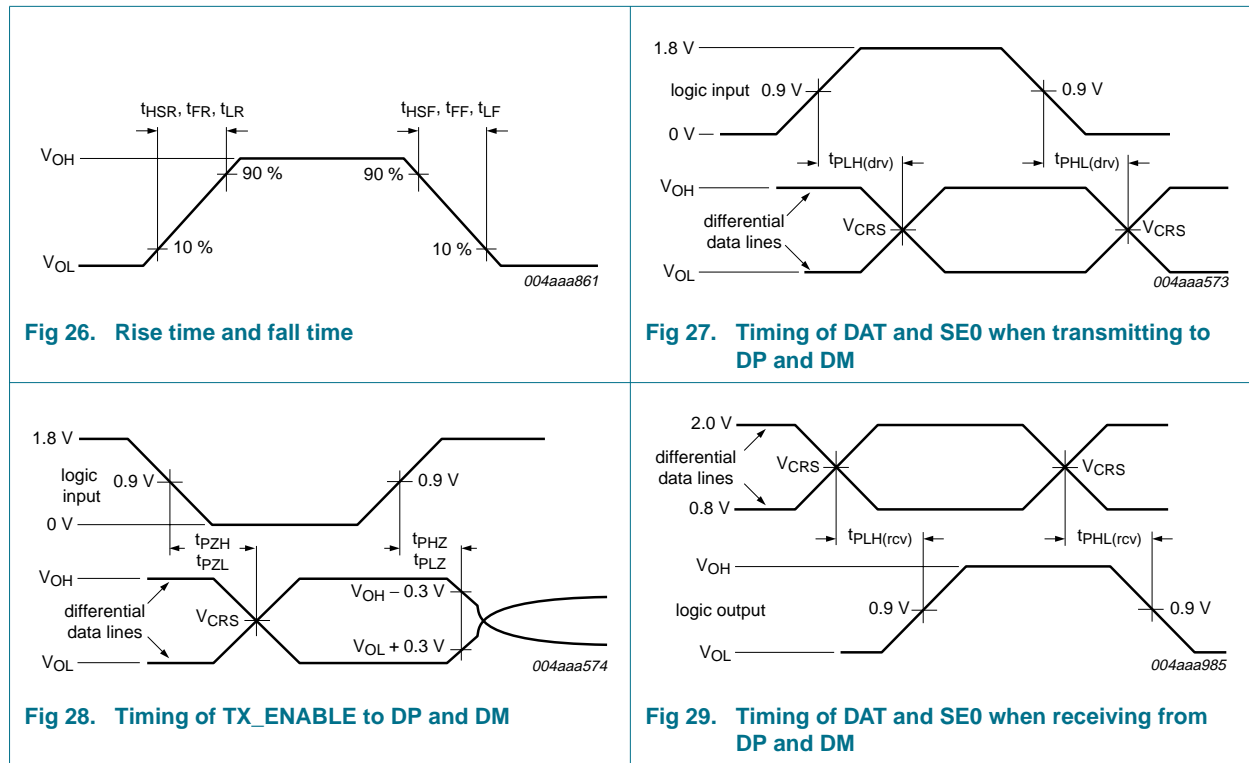 tHSR, tFR, tLR
tHSF, tFF, tLF
VOH
90 %
90 %
10 %
10 %
VOL
004aaa861
Fig 26. Rise time and fall time
1.8 V
logic input
0.9 V
0.9 V
0 V
tPLH(drv)
tPHL(drv)
VOH
differential
data lines
VCRS
VCRS
VOL
004aaa573
Fig 27. Timing of DAT and SE0 when transmitting to
DP and DM
1.8 V
logic
input
0.9 V
0.9 V
0 V
tPZH
tPZL
tPHZ
tPLZ
VOH
VOH − 0.3 V
differential
data lines
VCRS
VOL + 0.3 V
VOL
004aaa574
Fig 28. Timing of TX_ENABLE to DP and DM
2.0 V
differential
data lines
VCRS
VCRS
0.8 V
tPLH(rcv)
tPHL(rcv)
VOH
logic output
0.9 V
0.9 V
VOL
004aaa985
Fig 29. Timing of DAT and SE0 when receiving from
DP and DM